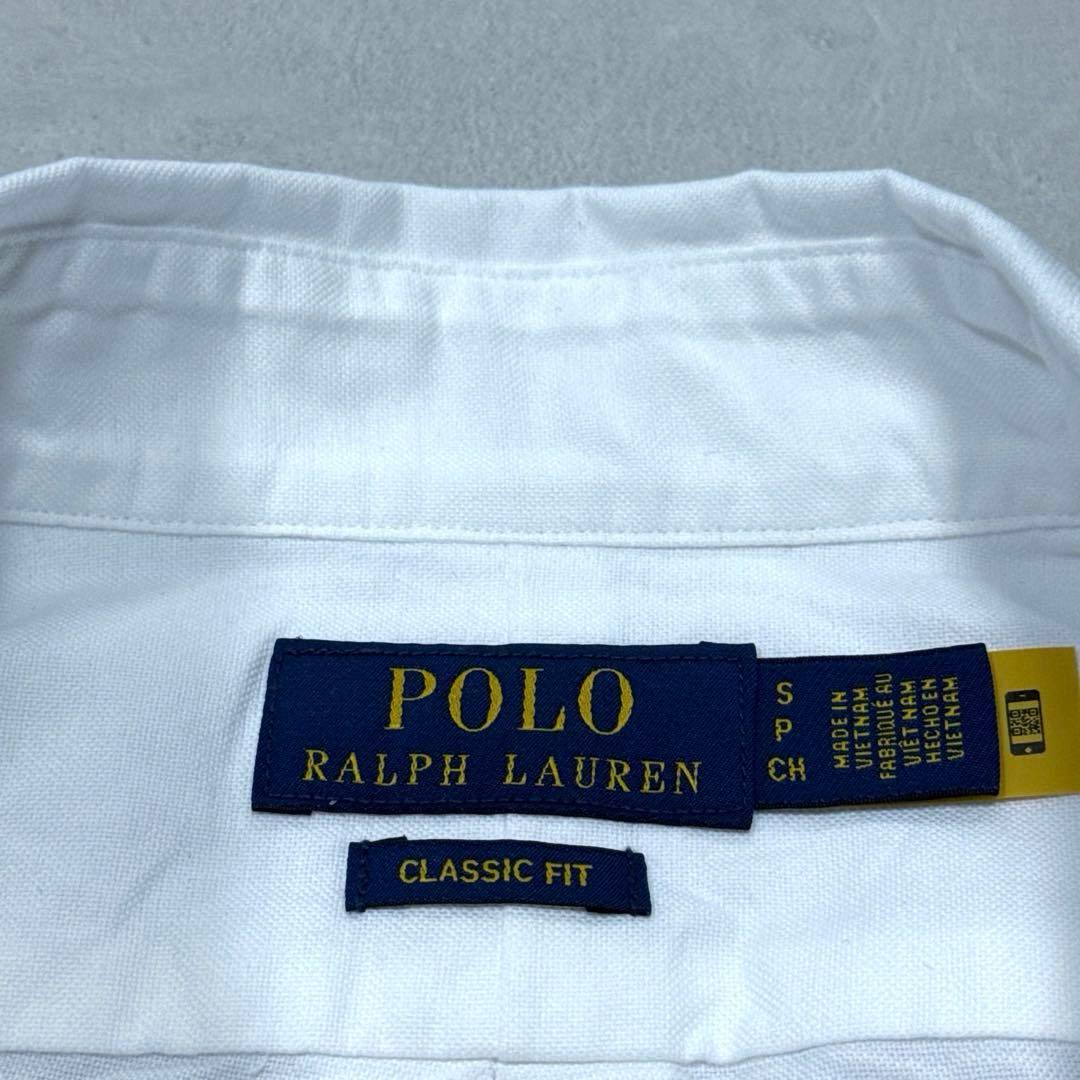 POLO
RALPH LAUREN
CLASSIC FIT
S
P
CH
MADE IN
VIETNAM
FABRIQUÉ AU
VIÊT NAM
HECHO EN
VIETNAM